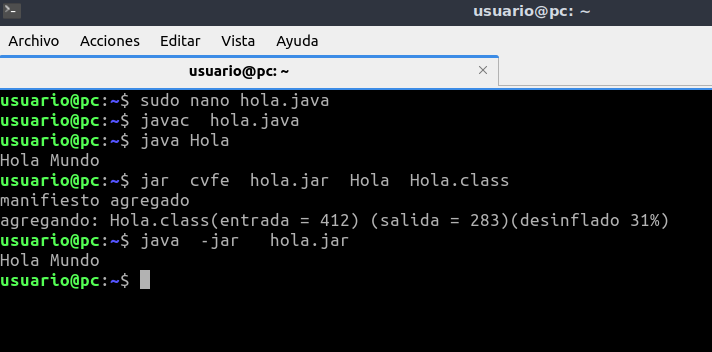 usuario@pc: ~
Archivo Acciones Editar Vista Ayuda
usuario@pc: ~ ×
usuario@pc:~$ sudo nano hola.java
usuario@pc:~$ javac  hola.java
usuario@pc:~$ java Hola
Hola Mundo
usuario@pc:~$ jar  cvfe  hola.jar  Hola  Hola.class
manifiesto agregado
agregando: Hola.class(entrada = 412) (salida = 283)(desinflado 31%)
usuario@pc:~$ java  -jar   hola.jar
Hola Mundo
usuario@pc:~$